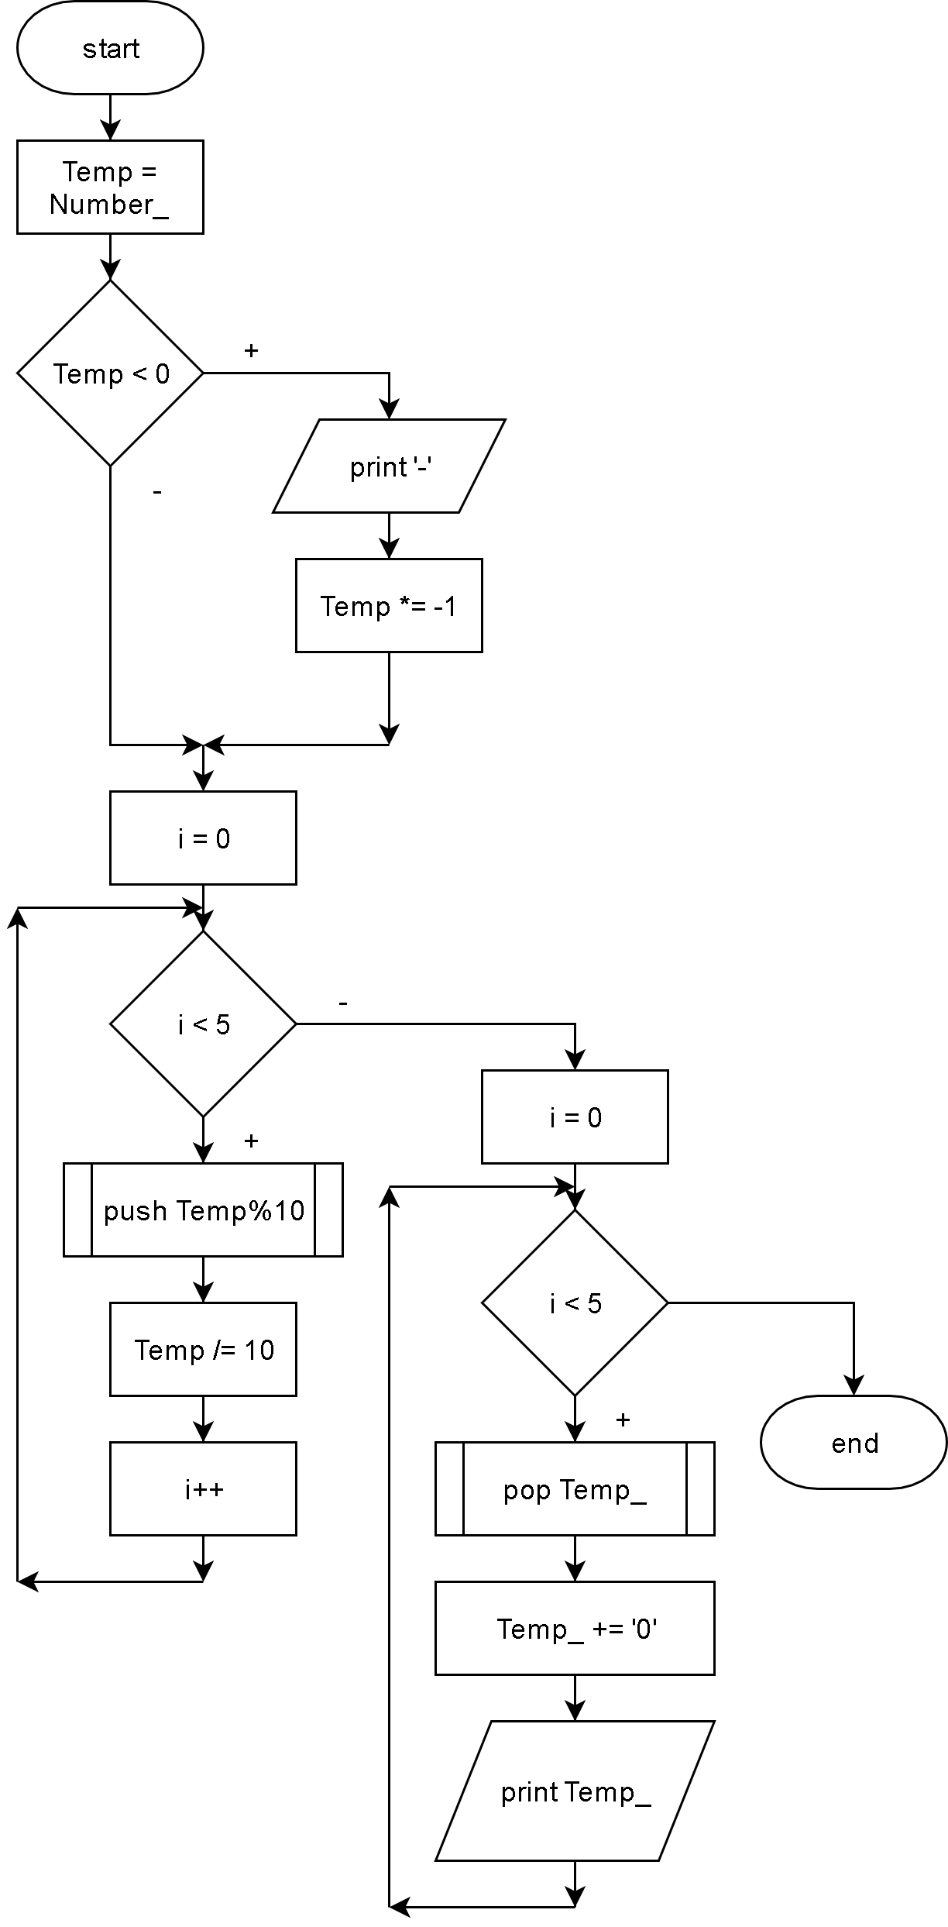 start
Temp =
Number_
Temp < 0
+
-
print '-'
Temp *= -1
i = 0
i < 5
-
+
push Temp%10
Temp /= 10
i++
i = 0
i < 5
+
pop Temp_
Temp_ += '0'
print Temp_
end